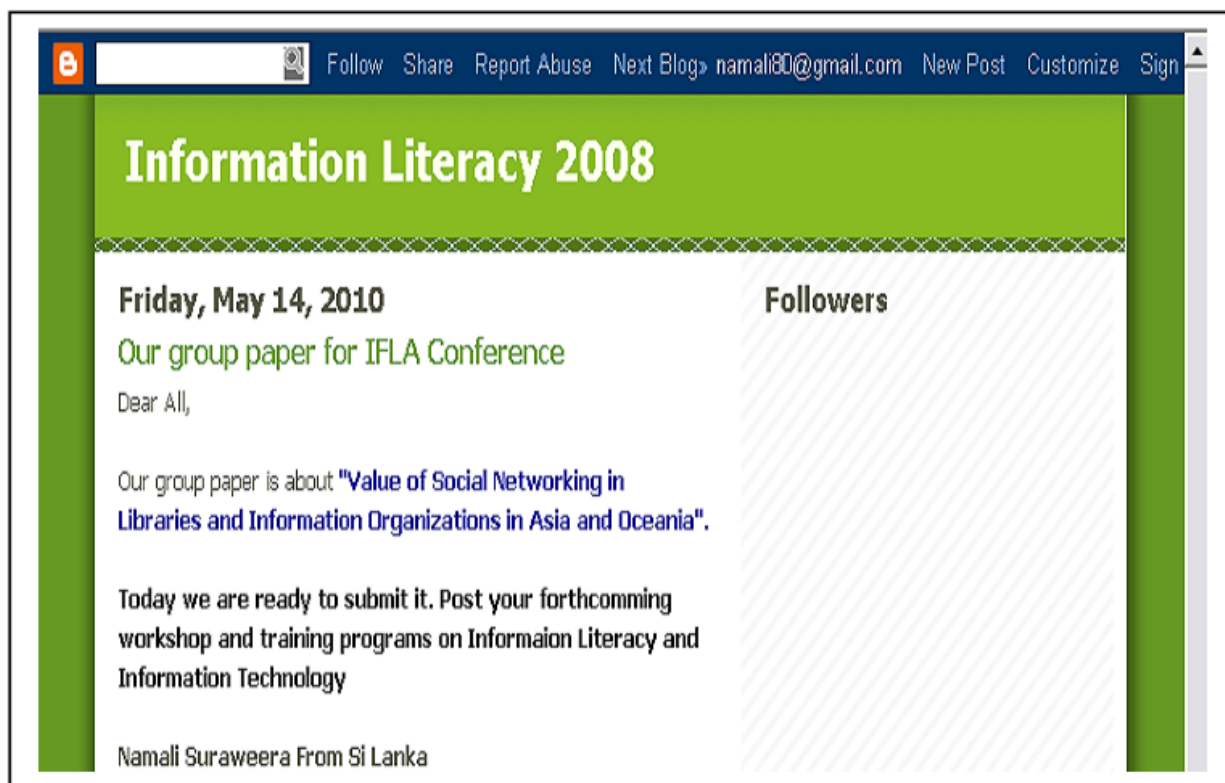 Follow Share Report Abuse Next Blog» namali80@gmail.com New Post Customize Sign
Information Literacy 2008
Friday, May 14, 2010
Our group paper for IFLA Conference
Dear All,
Our group paper is about "Value of Social Networking in
Libraries and Information Organizations in Asia and Oceania".
Today we are ready to submit it. Post your forthcomming
workshop and training programs on Informaion Literacy and
Information Technology
Namali Suraweera From Si Lanka
Followers